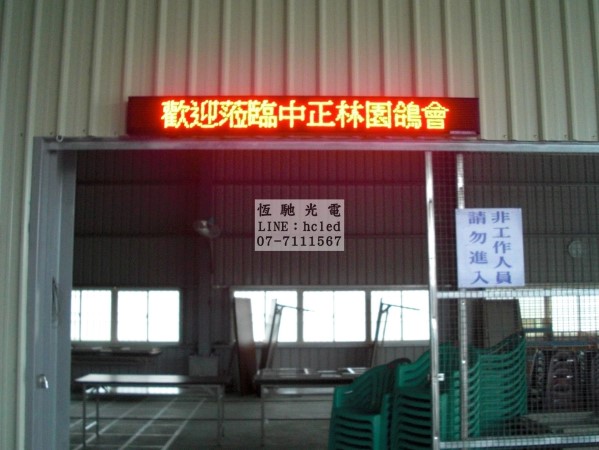 歡迎蒞臨中正林園鴿會
恆馳光電
LINE:hcled
07-7111567
非工作人員
請勿進入